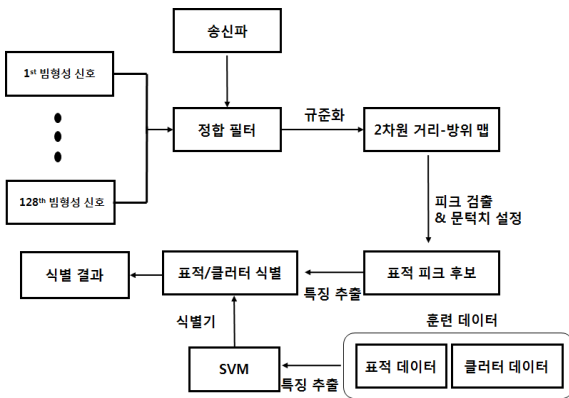 송신파
1st 빔형성 신호
정합 필터
규준화
2차원 거리-방위 맵
128th 빔형성 신호
피크 검출
& 문턱치 설정
식별 결과
표적/클러터 식별
특징 추출
표적 피크 후보
식별기
훈련 데이터
SVM
특징 추출
표적 데이터
클러터 데이터